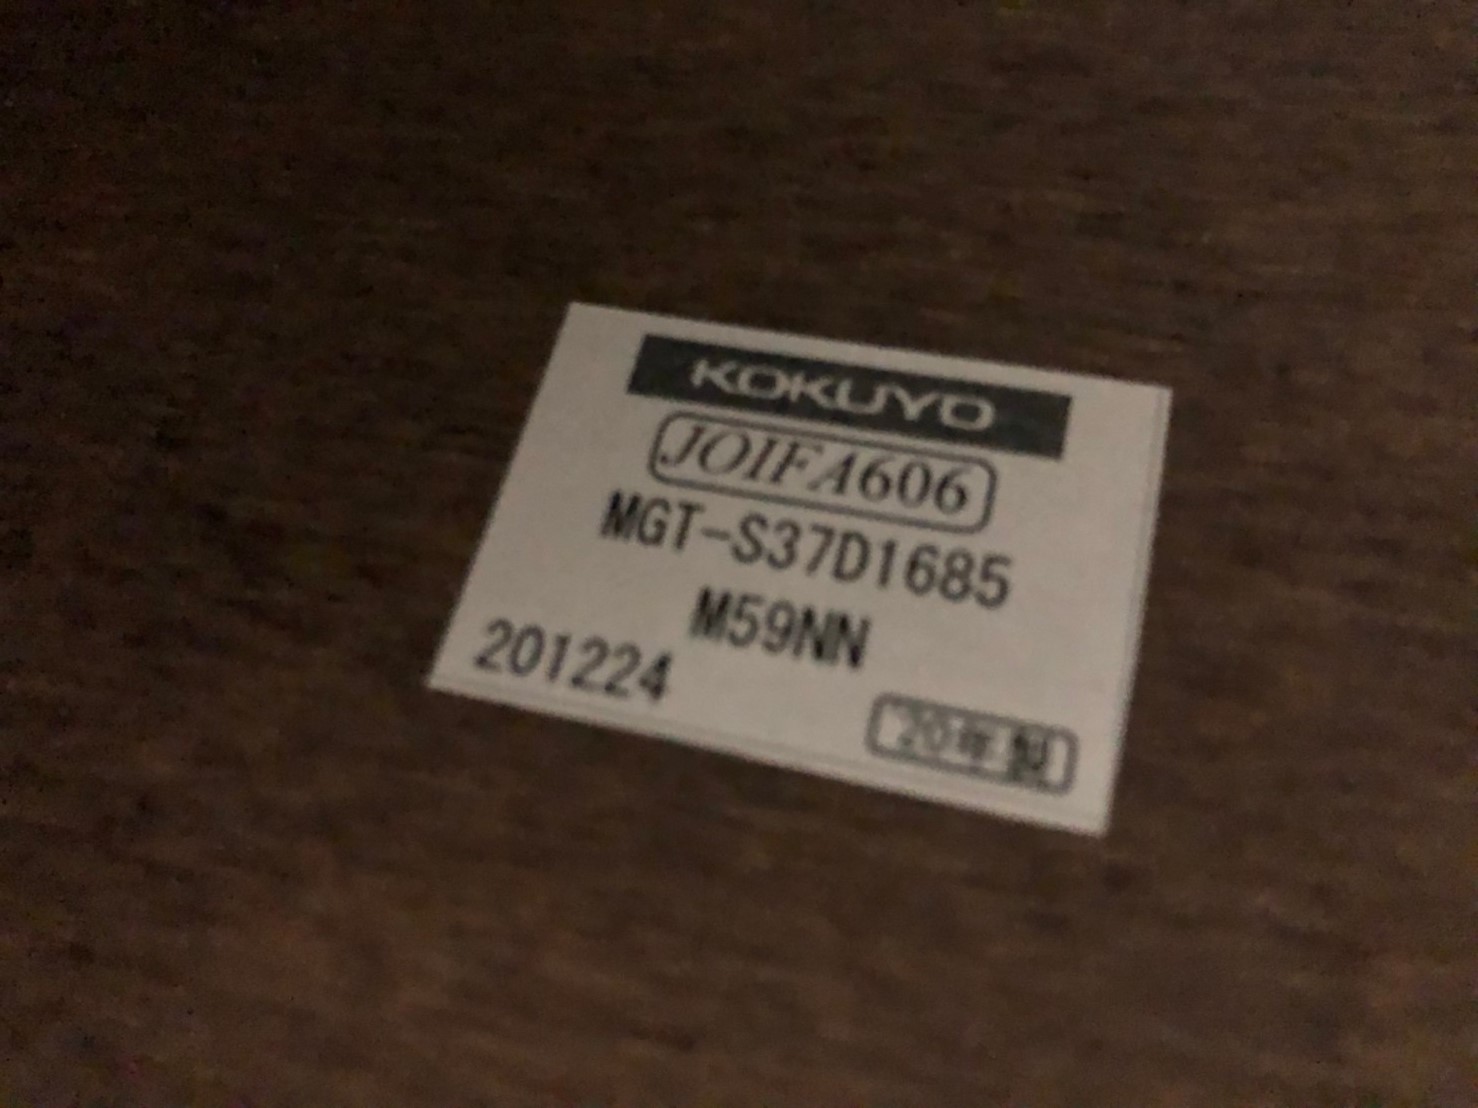 KOKUYO
JOIFA606
MGT-S37D1685
M59NN
201224
20年製